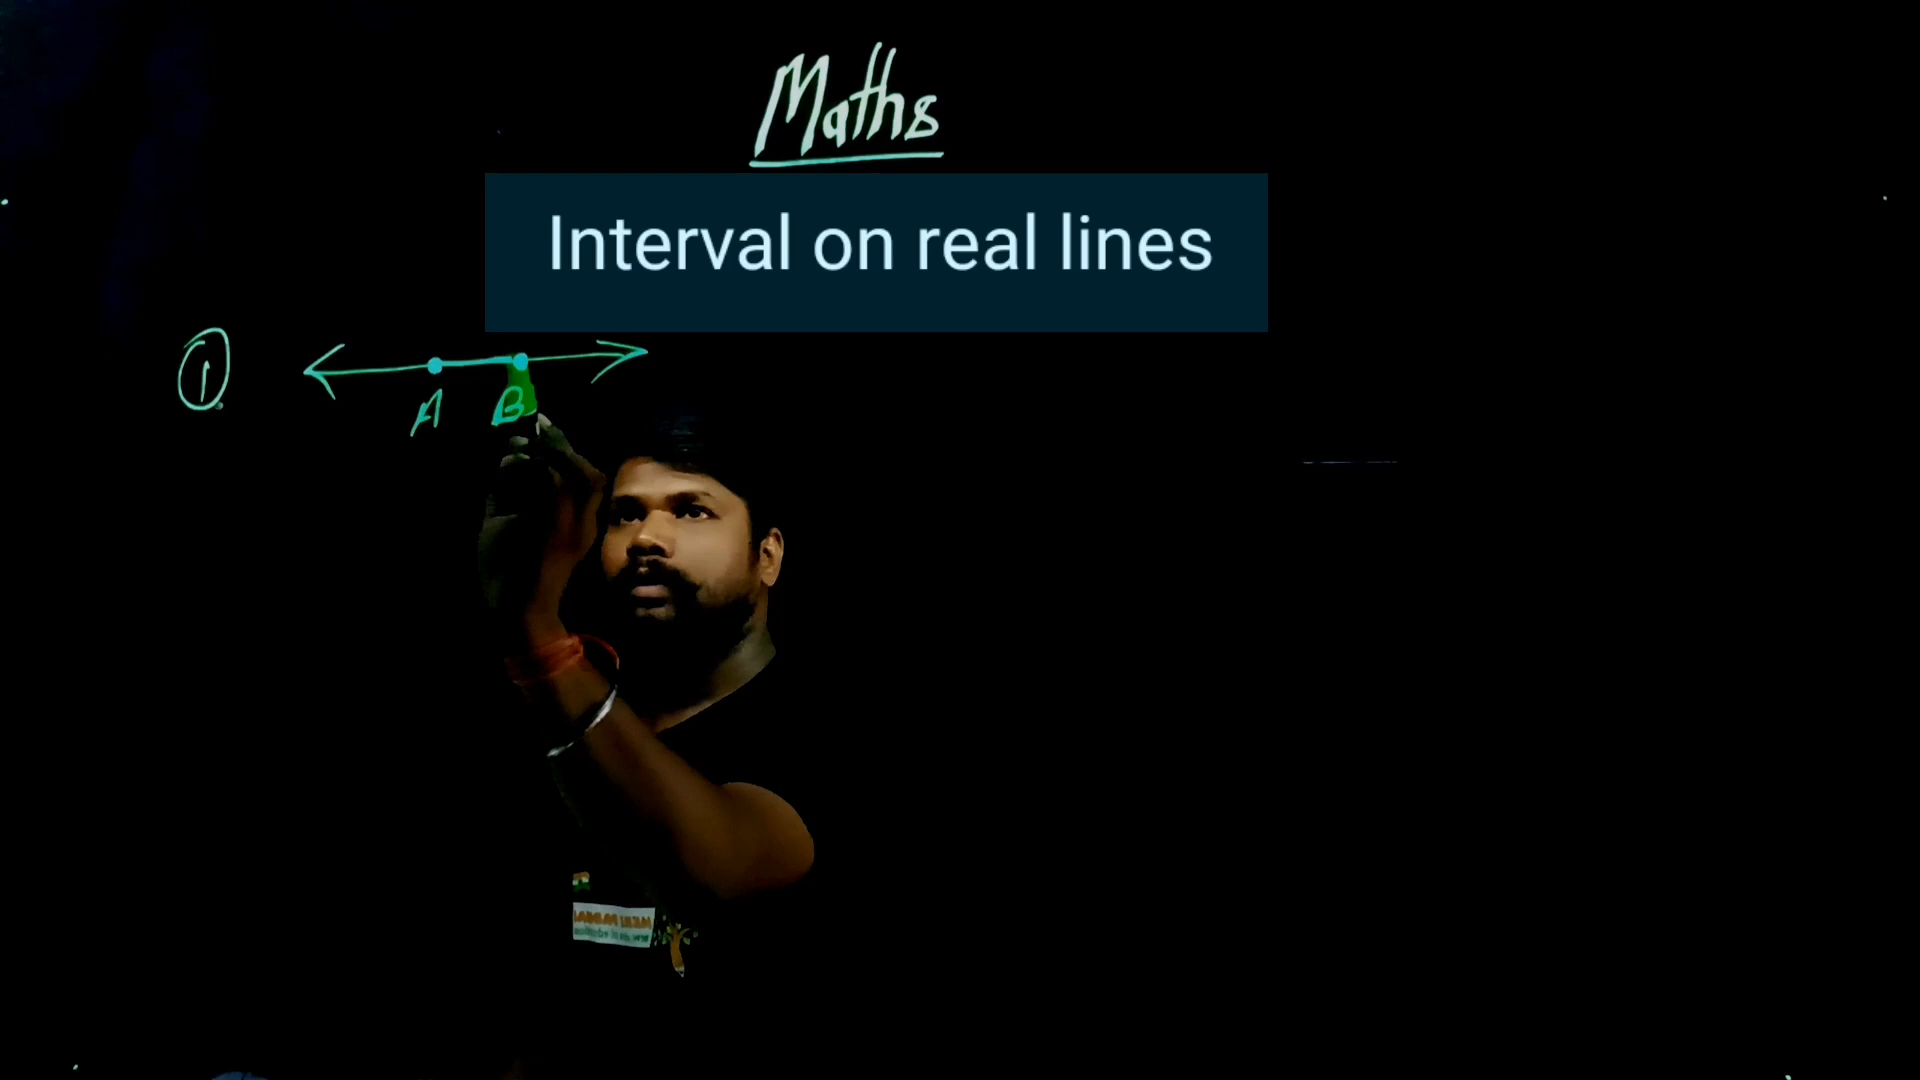 Maths
Interval on real lines
①
A B